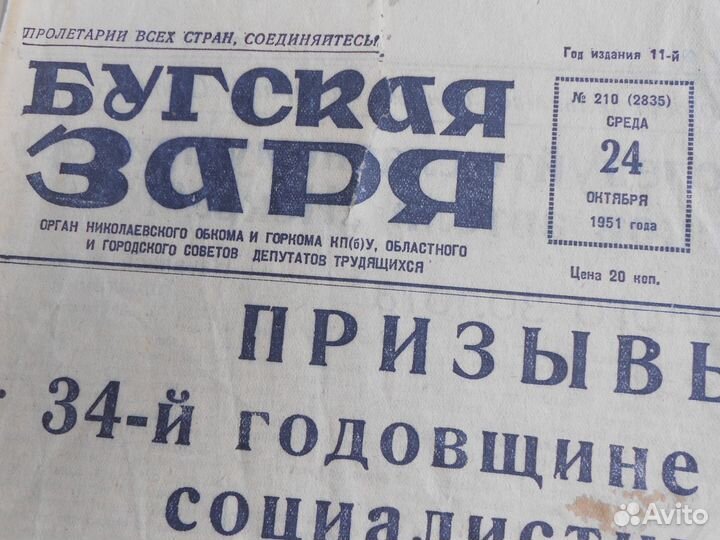 ПРОЛЕТАРИИ ВСЕХ СТРАН, СОЕДИНЯЙТЕСЬ!
БУГСКАЯ
ЗАРЯ
ОРГАН НИКОЛАЕВСКОГО ОБКОМА И ГОРКОМА КП(б)У, ОБЛАСТНОГО
И ГОРОДСКОГО СОВЕТОВ ДЕПУТАТОВ ТРУДЯЩИХСЯ
Год издания 11-й
№ 210 (2835)
СРЕДА
24
ОКТЯБРЯ
1951 года
Цена 20 коп.
ПРИЗЫВЫ
34-й ГОДОВЩИНЕ
СОЦИАЛИСТИ
Avito